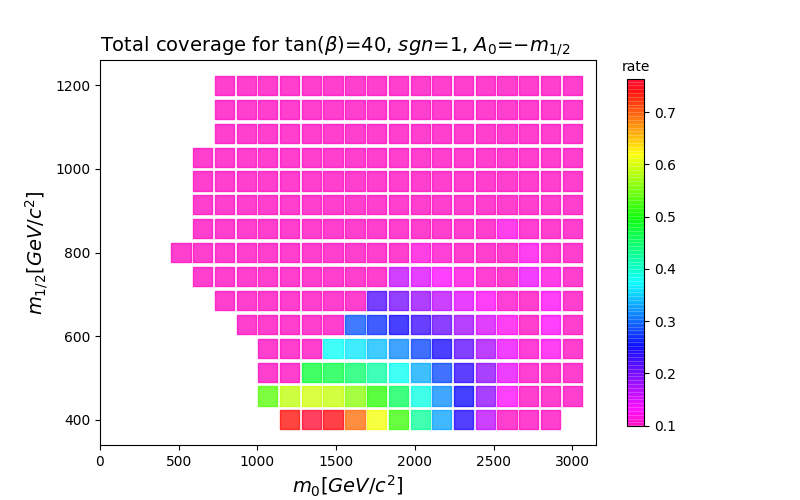 Total coverage for tan(β)=40, sgn=1, A₀=−m₁/₂
rate
1200
1000
800
600
400
m₁/₂[GeV/c²]
0 500 1000 1500 2000 2500 3000
m₀[GeV/c²]
0.7
0.6
0.5
0.4
0.3
0.2
0.1